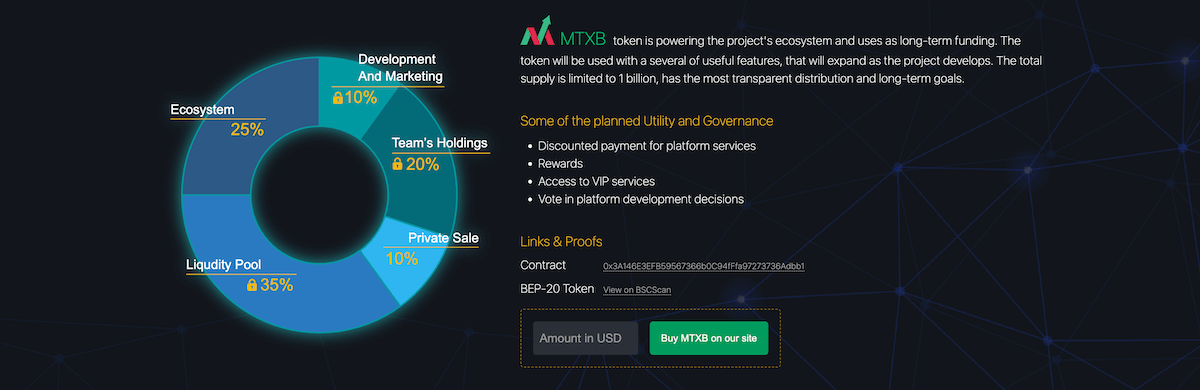 Development
And Marketing
10%
Ecosystem
25%
Team's Holdings
20%
Private Sale
10%
Liqudity Pool
35%
MTXB token is powering the project's ecosystem and uses as long-term funding. The
token will be used with a several of useful features, that will expand as the project develops. The total
supply is limited to 1 billion, has the most transparent distribution and long-term goals.
Some of the planned Utility and Governance
• Discounted payment for platform services
• Rewards
• Access to VIP services
• Vote in platform development decisions
Links & Proofs
Contract 0x3A146E3EFB59567366b0C94fFfa97273736Adbb1
BEP-20 Token View on BSCScan
Amount in USD Buy MTXB on our site